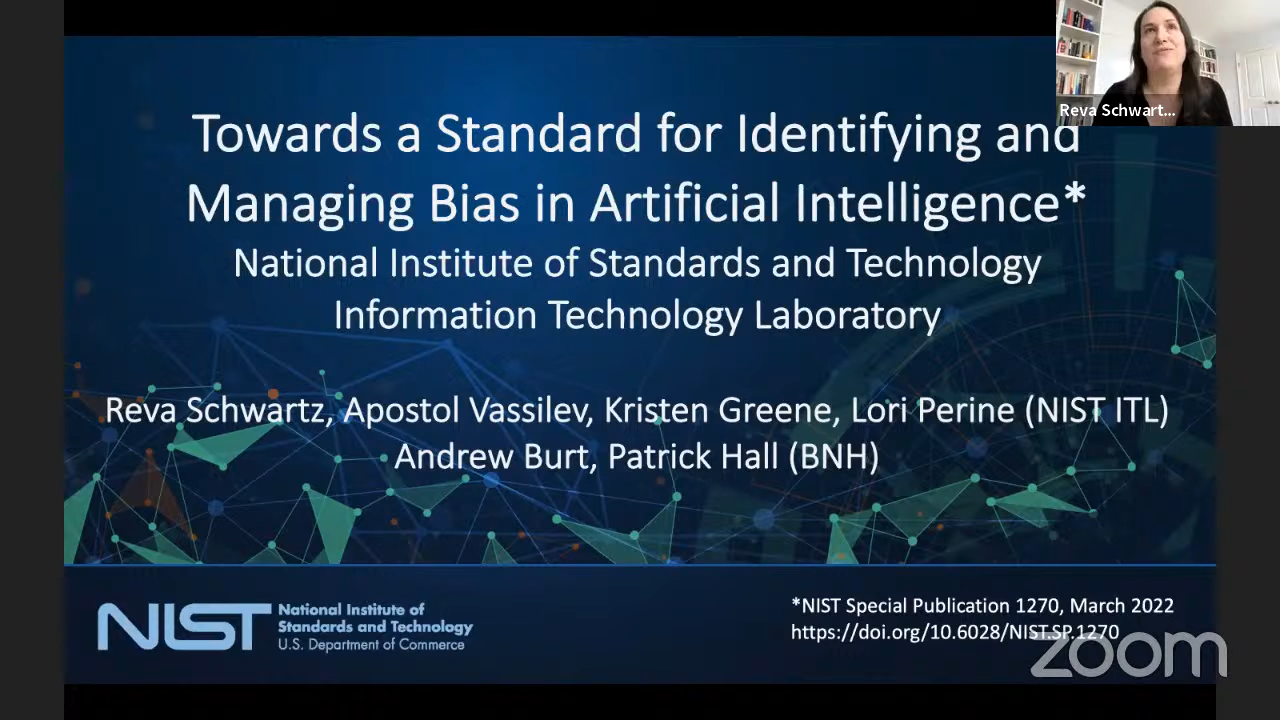 Reva Schwart...
Towards a Standard for Identifying and
Managing Bias in Artificial Intelligence*
National Institute of Standards and Technology
Information Technology Laboratory
Reva Schwartz, Apostol Vassilev, Kristen Greene, Lori Perine (NIST ITL)
Andrew Burt, Patrick Hall (BNH)
NIST
National Institute of
Standards and Technology
U.S. Department of Commerce
*NIST Special Publication 1270, March 2022
https://doi.org/10.6028/NIST.SP.1270
zoom